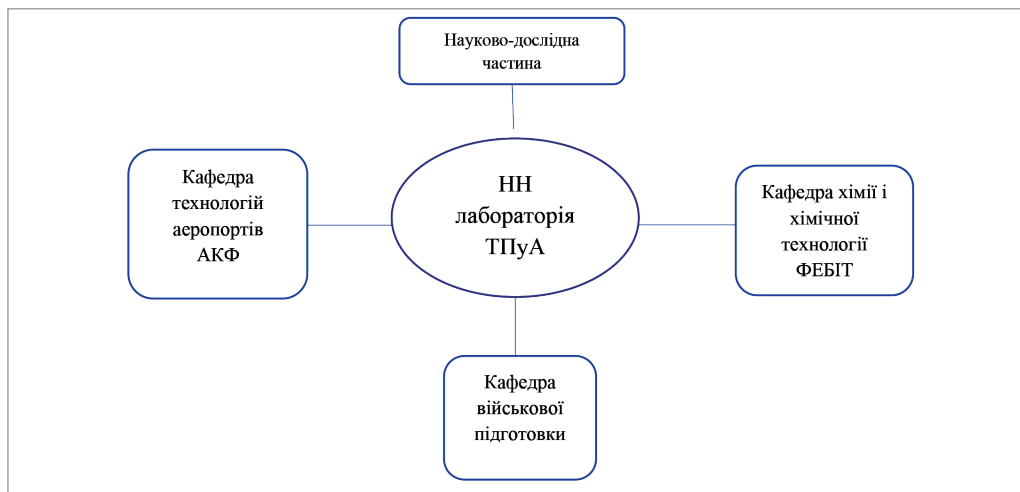 Науково-дослідна
частина
Кафедра
технологій
аеропортів
АКФ
НН
лабораторія
ТПуА
Кафедра хімії і
хімічної
технології
ФЕБІТ
Кафедра
військової
підготовки